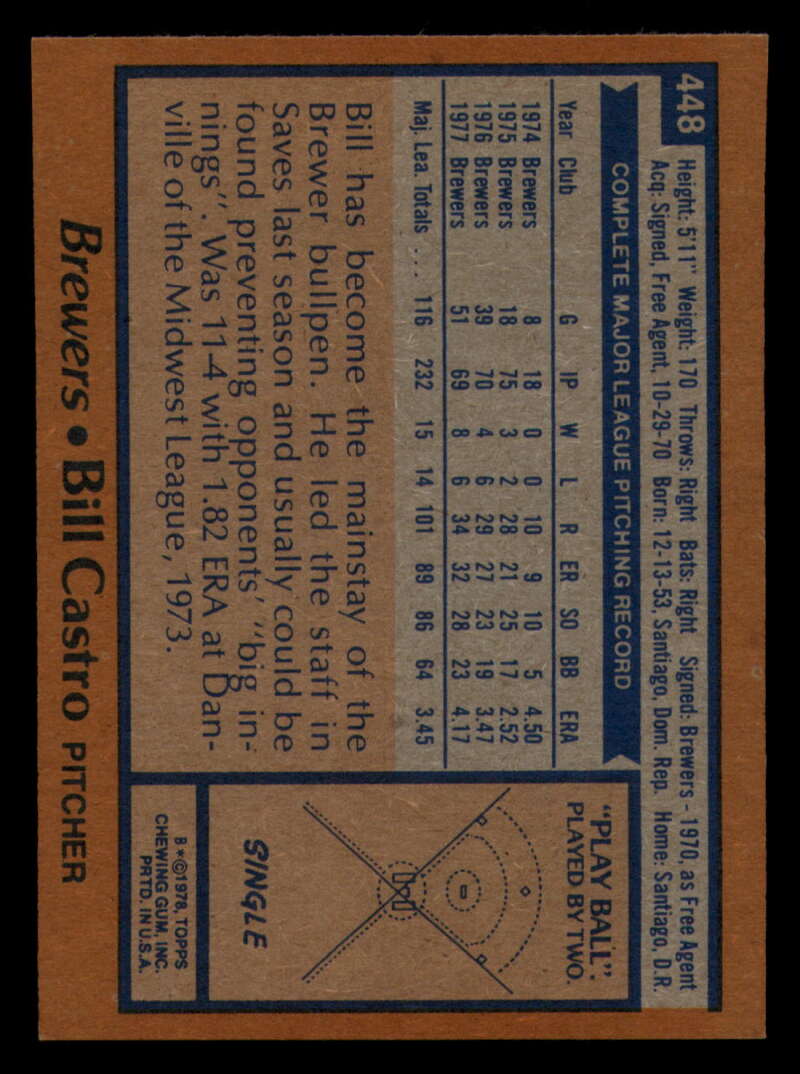 448
Height: 5'11" Weight: 170 Throws: Right Bats: Right Signed: Brewers - 1970, as Free Agent
Acq: Signed, Free Agent, 10-29-70 Born: 12-13-53, Santiago, Dom. Rep. Home: Santiago, D.R.
COMPLETE MAJOR LEAGUE PITCHING RECORD
Year Club G IP W L R ER SO BB ERA
1974 Brewers 8 18 0 0 10 9 10 5 4.50
1975 Brewers 18 75 3 2 28 21 25 17 2.52
1976 Brewers 39 70 4 6 29 27 23 19 3.47
1977 Brewers 51 69 8 6 34 32 28 23 4.17
Maj. Lea. Totals ... 116 232 15 14 101 89 86 64 3.45
Bill has become the mainstay of the
Brewer bullpen. He led the staff in
Saves last season and usually could be
found preventing opponents' "big in-
nings". Was 11-4 with 1.82 ERA at Dan-
ville of the Midwest League, 1973.
"PLAY BALL":
PLAYED BY TWO.
SINGLE
B*©1978, TOPPS
CHEWING GUM, INC.
PRTD. IN U.S.A.
Brewers • Bill Castro PITCHER